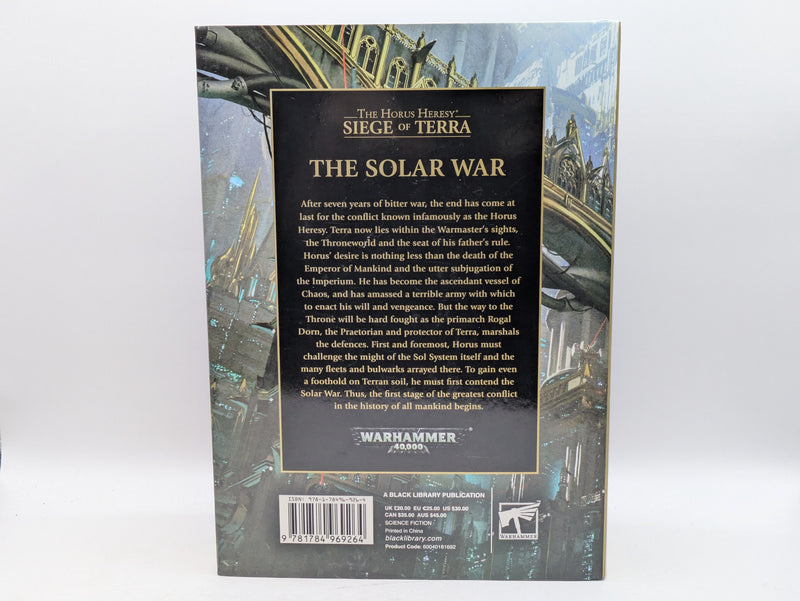 THE HORUS HERESY®
SIEGE OF TERRA
THE SOLAR WAR
After seven years of bitter war, the end has come at
last for the conflict known infamously as the Horus
Heresy. Terra now lies within the Warmaster's sights,
the Throneworld and the seat of his father's rule.
Horus' desire is nothing less than the death of the
Emperor of Mankind and the utter subjugation of
the Imperium. He has become the ascendant vessel of
Chaos, and has amassed a terrible army with which
to enact his will and vengeance. But the way to the
Throne will be hard fought as the primarch Rogal
Dorn, the Praetorian and protector of Terra, marshals
the defences. First and foremost, Horus must
challenge the might of the Sol System itself and the
many fleets and bulwarks arrayed there. To gain even
a foothold on Terran soil, he must first contend the
Solar War. Thus, the first stage of the greatest conflict
in the history of all mankind begins.
WARHAMMER
40,000
ISBN: 978-1-78496-926-4
9 781784 969264
A BLACK LIBRARY PUBLICATION
UK £20.00 EU €25.00 US $30.00
CAN $35.00 AUS $45.00
SCIENCE FICTION
Printed in China
blacklibrary.com
Product Code: 60040181692
WARHAMMER